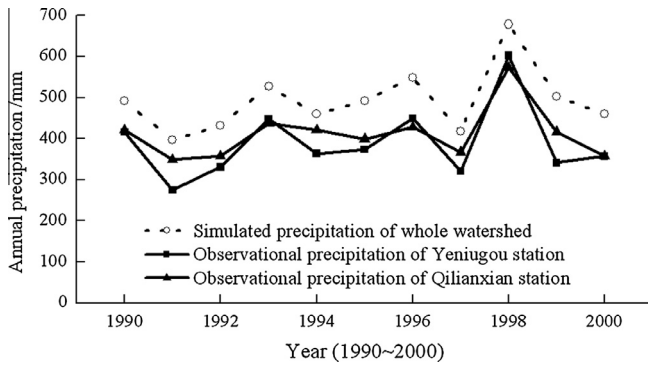 700
600
500
400
300
200
100
0
Annual precipitation /mm
Simulated precipitation of whole watershed
Observational precipitation of Yeniugou station
Observational precipitation of Qilianxian station
1990 1992 1994 1996 1998 2000
Year (1990~2000)